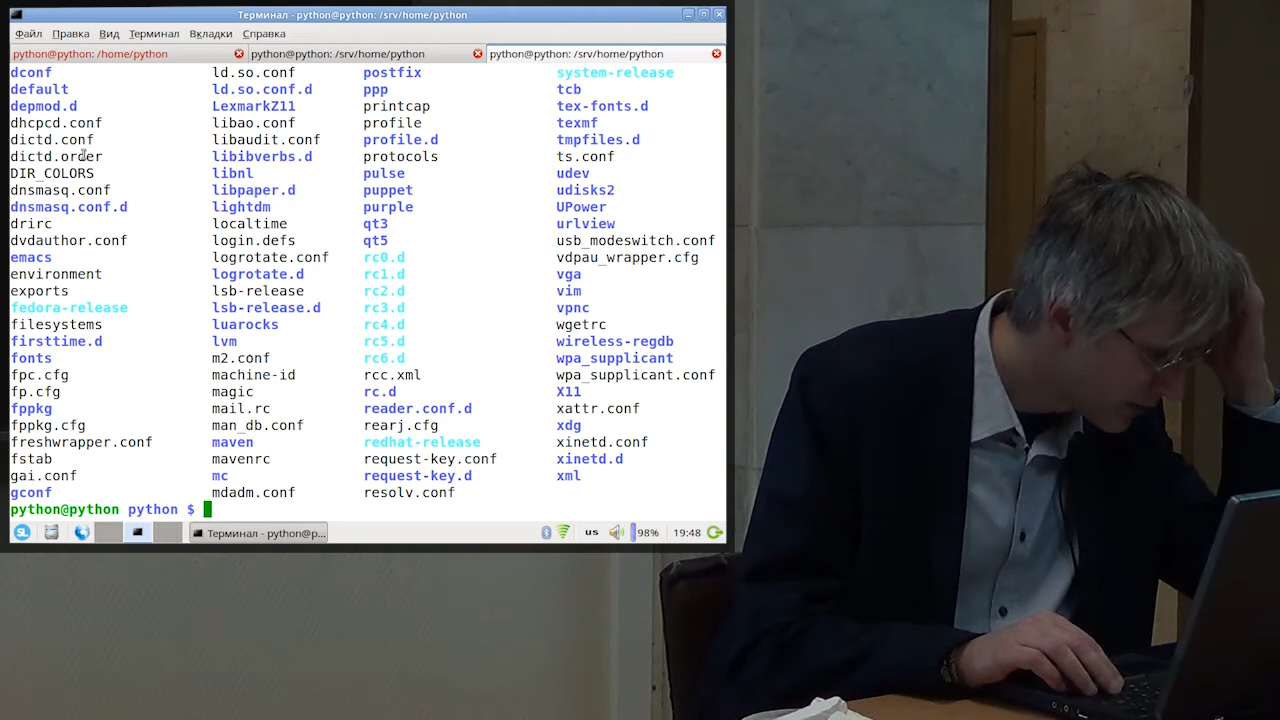 Терминал - python@python: /srv/home/python
Файл Правка Вид Терминал Вкладки Справка
python@python: /home/python python@python: /srv/home/python python@python: /srv/home/python
dconf ld.so.conf postfix system-release
default ld.so.conf.d ppp tcb
depmod.d LexmarkZ11 printcap tex-fonts.d
dhcpcd.conf libao.conf profile texmf
dictd.conf libaudit.conf profile.d tmpfiles.d
dictd.order libibverbs.d protocols ts.conf
DIR_COLORS libnl pulse udev
dnsmasq.conf libpaper.d puppet udisks2
dnsmasq.conf.d lightdm purple UPower
drirc localtime qt3 urlview
dvdauthor.conf login.defs qt5 usb_modeswitch.conf
emacs logrotate.conf rc0.d vdpau_wrapper.cfg
environment logrotate.d rc1.d vga
exports lsb-release rc2.d vim
fedora-release lsb-release.d rc3.d vpnc
filesystems luarocks rc4.d wgetrc
firsttime.d lvm rc5.d wireless-regdb
fonts m2.conf rc6.d wpa_supplicant
fpc.cfg machine-id rcc.xml wpa_supplicant.conf
fp.cfg magic rc.d X11
fppkg mail.rc reader.conf.d xattr.conf
fppkg.cfg man_db.conf rearj.cfg xdg
freshwrapper.conf maven redhat-release xinetd.conf
fstab mavenrc request-key.conf xinetd.d
gai.conf mc request-key.d xml
gconf mdadm.conf resolv.conf
python@python python $
Терминал - python@p... us 98% 19:48